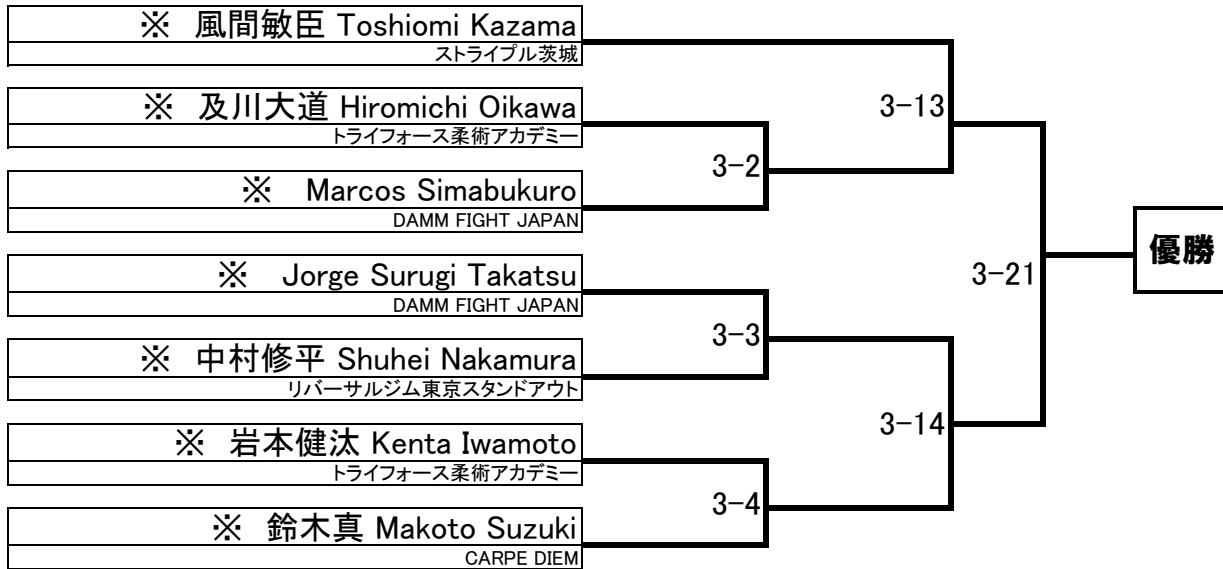 ※ 風間敏臣 Toshiomi Kazama
ストライプル茨城
※ 及川大道 Hiromichi Oikawa
トライフォース柔術アカデミー
※ Marcos Simabukuro
DAMM FIGHT JAPAN
※ Jorge Surugi Takatsu
DAMM FIGHT JAPAN
※ 中村修平 Shuhei Nakamura
リバーサルジム東京スタンドアウト
※ 岩本健汰 Kenta Iwamoto
トライフォース柔術アカデミー
※ 鈴木真 Makoto Suzuki
CARPE DIEM
3-2
3-3
3-4
3-13
3-14
3-21
優勝